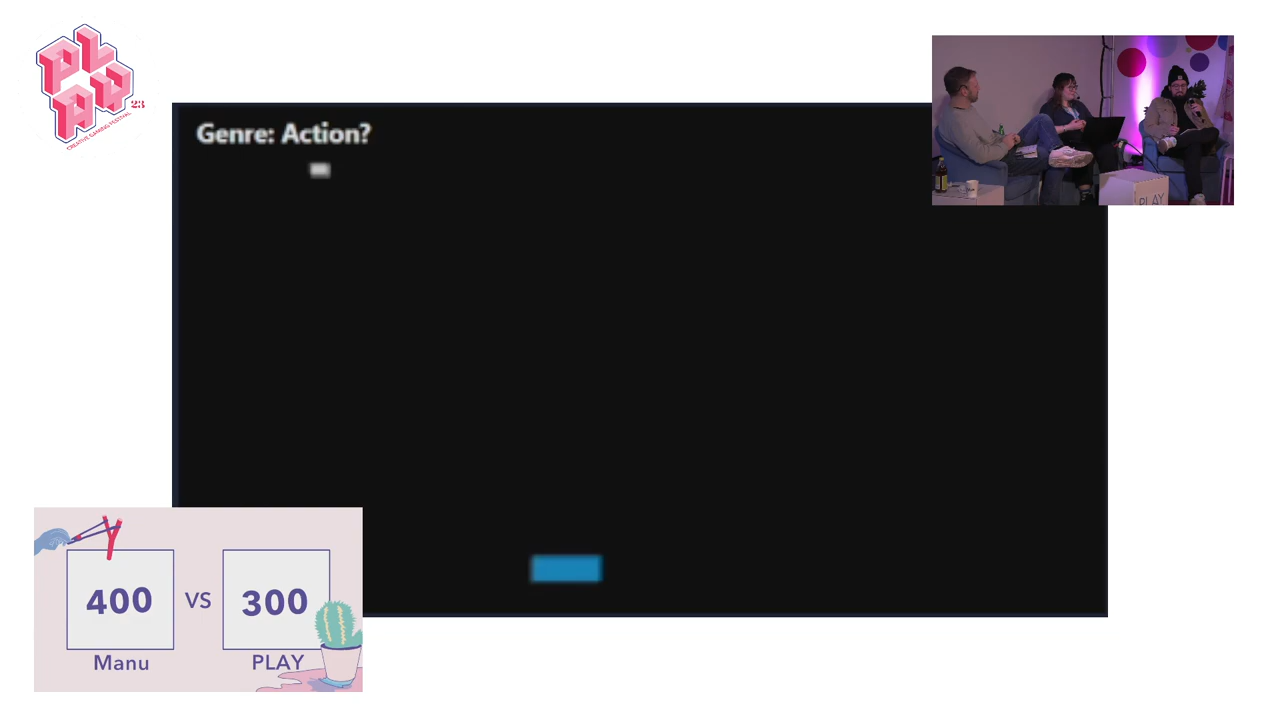 PLAY
23
CREATIVE GAMING FESTIVAL
Genre: Action?
PLAY
400
VS
300
Manu
PLAY